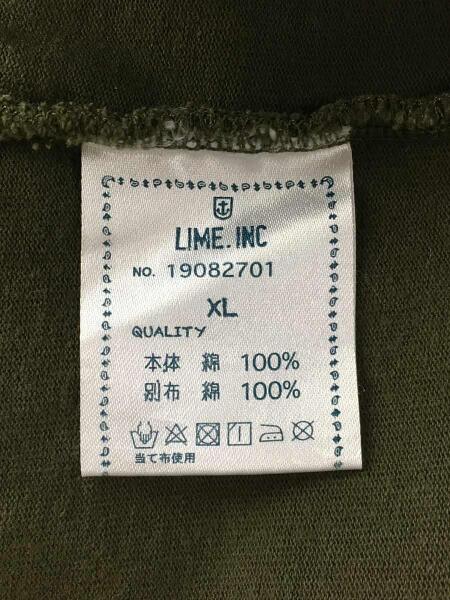 LIME.INC
NO. 19082701
XL
QUALITY
本体 綿 100%
別布 綿 100%
当て布使用